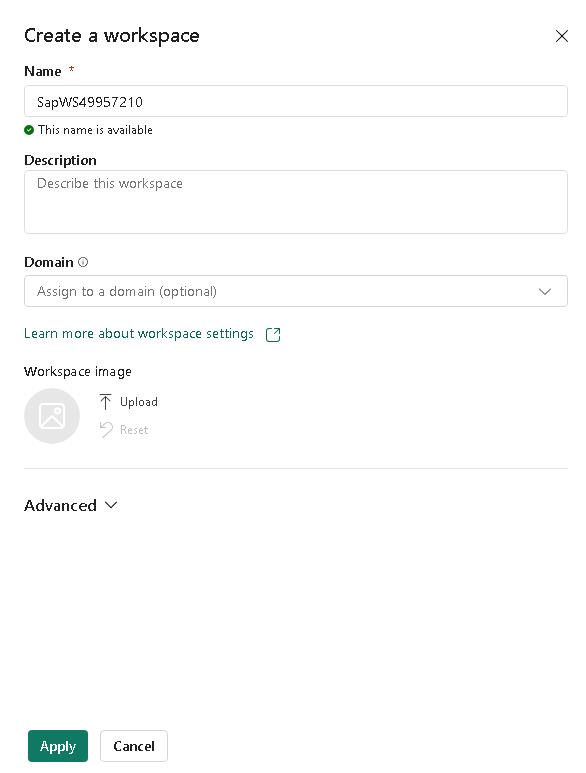 Create a workspace
Name *
SapWS49957210
This name is available
Description
Describe this workspace
Domain
Assign to a domain (optional)
Learn more about workspace settings
Workspace image
Upload
Reset
Advanced
Apply
Cancel